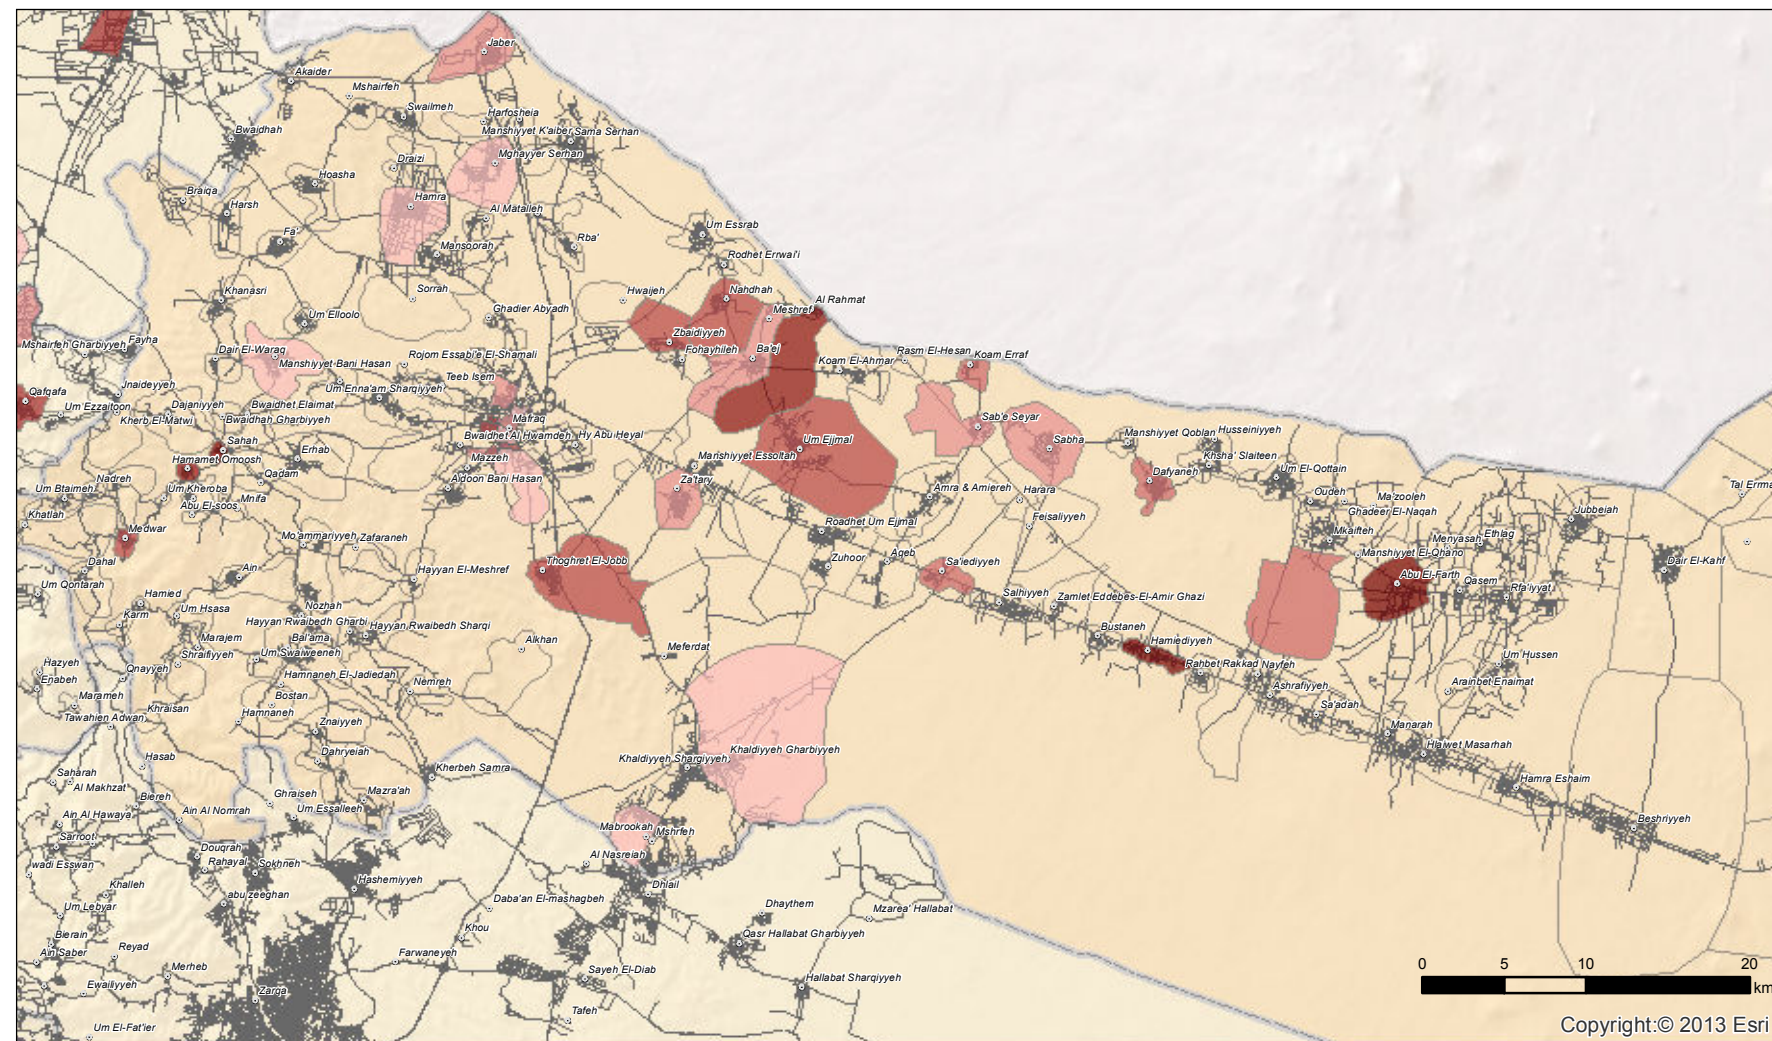 Jaber
Akaider
Mshairfeh
Swailmeh
Harfosheia
Bwaidhah
Manshiyyet K'aiber
Sama Serhan
Mghayyer Serhan
Draizi
Hoasha
Braiqa
Harsh
Hamra
Al Matalleh
Um Essrab
Fa'
Mansoorah
Rba'
Rodhet Errwai'i
Khanasri
Sorrah
Hwaijeh
Nahdhah
Al Rahmat
Um Elloolo
Ghadier Abyadh
Meshref
Zbaidiyyeh
Mshairfeh Gharbiyyeh
Fayha
Dair El-Waraq
Manshiyyet Bani Hasan
Rojom Essabi'e El-Shamali
Fohayhileh
Ba'ej
Koam El-Ahmar
Rasm El-Hesan
Koam Erraf
Teeb Isem
Qafqafa
Jnaideyyeh
Um Enna'am Sharqiyyeh
Um Ezzaitoon
Dajaniyyeh
Bwaidhet Elaimat
Kherb El-Matwi
Bwaidhah Gharbiyyeh
Mafraq
Sab'e Seyar
Sahah
Bwaidhet Al Hwamdeh
Hy Abu Heyal
Um Ejjmal
Sabha
Manshiyyet Qoblan
Husseiniyyeh
Hamamet Omoosh
Erhab
Mazzeh
Manshiyyet Essoltah
Khsha' Slaiteen
Nadreh
Qadam
Aidoon Bani Hasan
Za'tary
Dafyaneh
Um El-Qottain
Um Btaimeh
Um Kheroba
Mnifa
Amra & Amiereh
Harara
Oudeh
Ma'zooleh
Tal Erma
Abu El-soos
Ghadeer El-Naqah
Khatlah
Feisaliyyeh
Jubbeiah
Medwar
Roadhet Um Ejjmal
Mkaifteh
Menyasah
Ethlag
Mo'ammariyyeh
Zafaraneh
Manshiyyet El-Qhano
Dahal
Thoghret El-Jobb
Zuhoor
Aqeb
Sa'iediyyeh
Dair El-Kahf
Ain
Hayyan El-Meshref
Abu El-Farth
Qasem
Rfa'iyyat
Um Qontarah
Hamied
Salhiyyeh
Zamlet Eddebes-El-Amir Ghazi
Karm
Um Hsasa
Nozhah
Hayyan Rwaibedh Gharbi
Hayyan Rwaibedh Sharqi
Bustaneh
Marajem
Bal'ama
Alkhan
Meferdat
Hamiediyyeh
Shraifiyyeh
Um Swaiweeneh
Hazyeh
Qnayyeh
Rahbet Rakkad
Nayfeh
Um Hussen
Enabeh
Hamnaneh El-Jadiedah
Nemreh
Ashrafiyyeh
Arainbet Enaimat
Marameh
Bostan
Khraisan
Hamnaneh
Sa'adah
Tawahien Adwan
Znaiyyeh
Manarah
Hasab
Dahryeiah
Khaldiyyeh Sharqiyyeh
Khaldiyyeh Gharbiyyeh
Hlaiwet Masarhah
Saharah
Kherbeh Samra
Hamra Eshaim
Al Makhzat
Biereh
Ghraiseh
Mazra'ah
Ain Al Hawaya
Ain Al Nomrah
Um Essalleeh
Beshriyyeh
Sarroot
Mabrookah
Mshrfeh
Douqrah
Al Nasreiah
wadi Esswan
Rahayal
Sokhneh
Khalleh
Hashemiyyeh
Dhlail
abu zeeghan
Daba'an El-mashagbeh
Um Lebyar
Dhaythem
Mzarea' Hallabat
Bierain
Khou
Qasr Hallabat Gharbiyyeh
Ain Saber
Reyad
Farwaneyeh
Merheb
Sayeh El-Diab
Hallabat Sharqiyyeh
Ewailiyyeh
Zarqa
Tafeh
Um El-Fat'ier
0 5 10 20
km
Copyright:© 2013 Esri